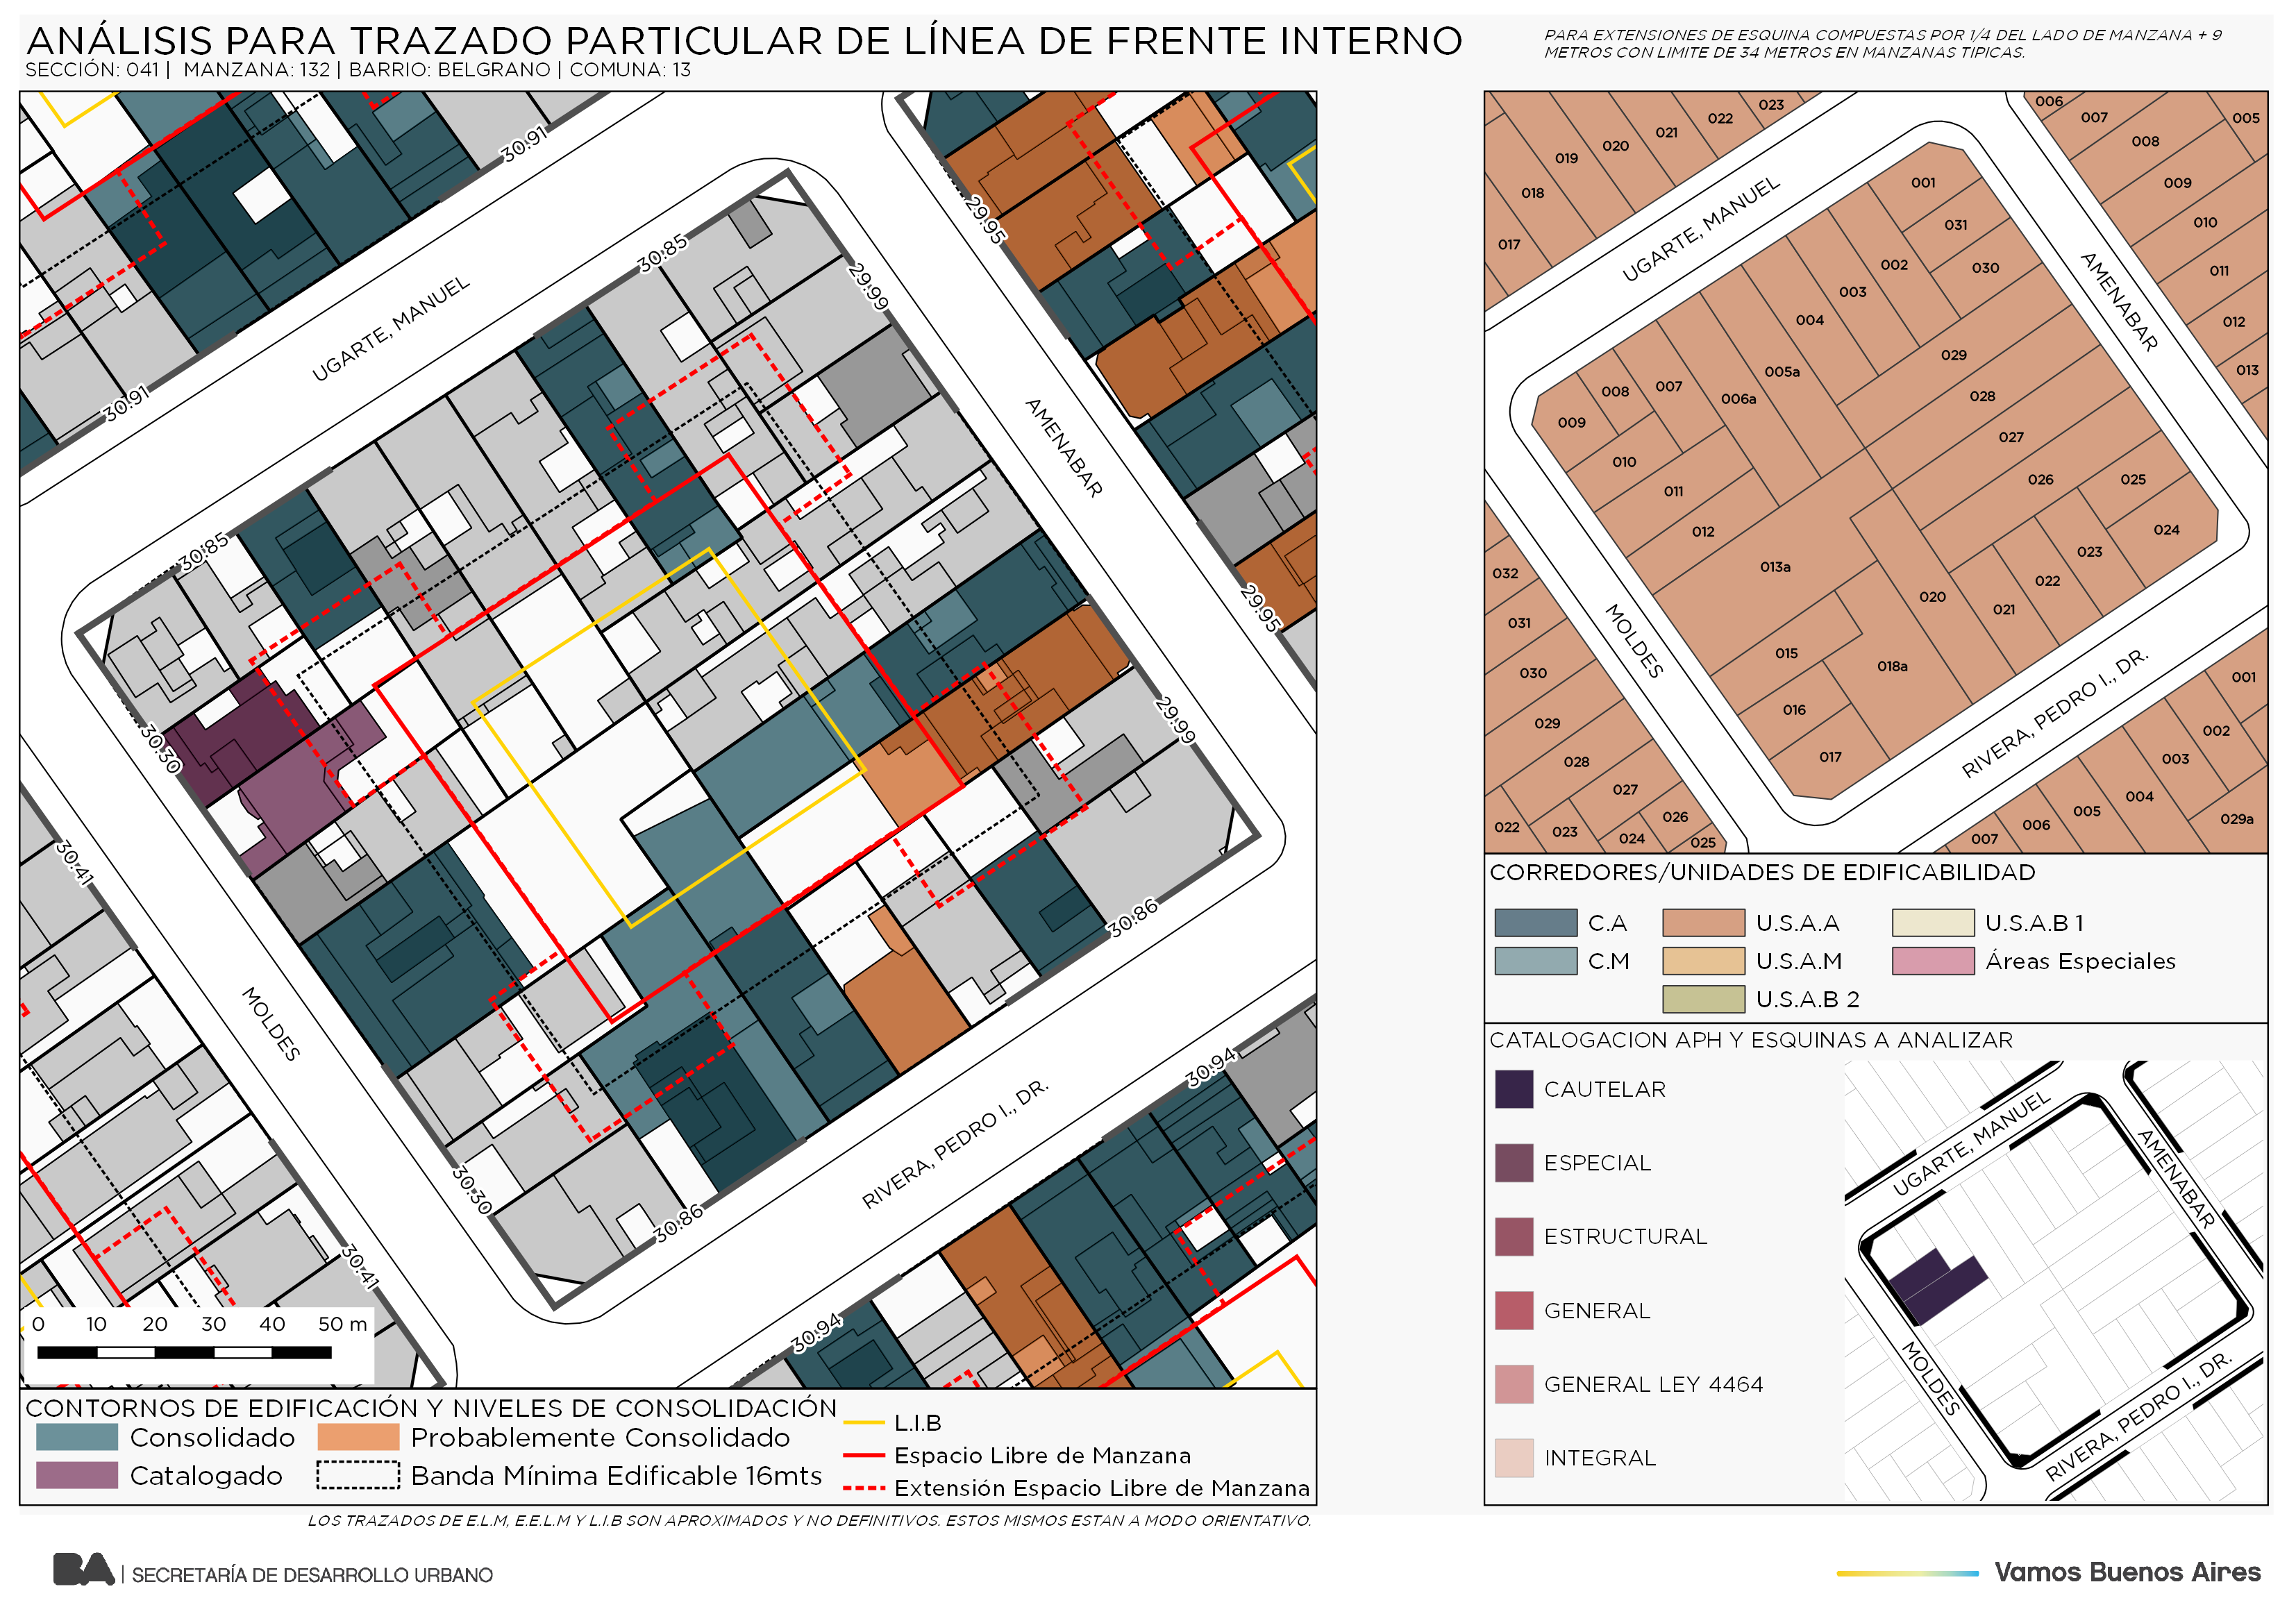 ANÁLISIS PARA TRAZADO PARTICULAR DE LÍNEA DE FRENTE INTERNO
SECCIÓN: 041 | MANZANA: 132 | BARRIO: BELGRANO | COMUNA: 13
PARA EXTENSIONES DE ESQUINA COMPUESTAS POR 1/4 DEL LADO DE MANZANA + 9
METROS CON LIMITE DE 34 METROS EN MANZANAS TIPICAS.
30.91
30.91
30.85
30.85
29.95
29.95
29.99
29.99
30.30
30.30
30.41
30.41
30.86
30.86
30.94
30.94
UGARTE, MANUEL
AMENABAR
MOLDES
RIVERA, PEDRO I., DR.
0 10 20 30 40 50 m
CONTORNOS DE EDIFICACIÓN Y NIVELES DE CONSOLIDACIÓN
Consolidado
Probablemente Consolidado
Catalogado
Banda Mínima Edificable 16mts
L.I.B
Espacio Libre de Manzana
Extensión Espacio Libre de Manzana
LOS TRAZADOS DE E.L.M, E.E.L.M Y L.I.B SON APROXIMADOS Y NO DEFINITIVOS. ESTOS MISMOS ESTAN A MODO ORIENTATIVO.
023
022
021
020
019
018
017
006
007
005
008
009
010
011
012
013
UGARTE, MANUEL
AMENABAR
MOLDES
RIVERA, PEDRO I., DR.
001
031
030
002
003
004
005a
006a
007
008
009
010
011
012
013a
029
028
027
026
025
024
023
022
021
020
018a
015
016
017
032
031
030
029
028
027
026
025
024
023
022
001
002
003
004
005
006
007
029a
CORREDORES/UNIDADES DE EDIFICABILIDAD
C.A
U.S.A.A
U.S.A.B 1
C.M
U.S.A.M
Áreas Especiales
U.S.A.B 2
CATALOGACION APH Y ESQUINAS A ANALIZAR
CAUTELAR
ESPECIAL
ESTRUCTURAL
GENERAL
GENERAL LEY 4464
INTEGRAL
UGARTE, MANUEL
AMENABAR
MOLDES
RIVERA, PEDRO I., DR.
BA | SECRETARÍA DE DESARROLLO URBANO
Vamos Buenos Aires